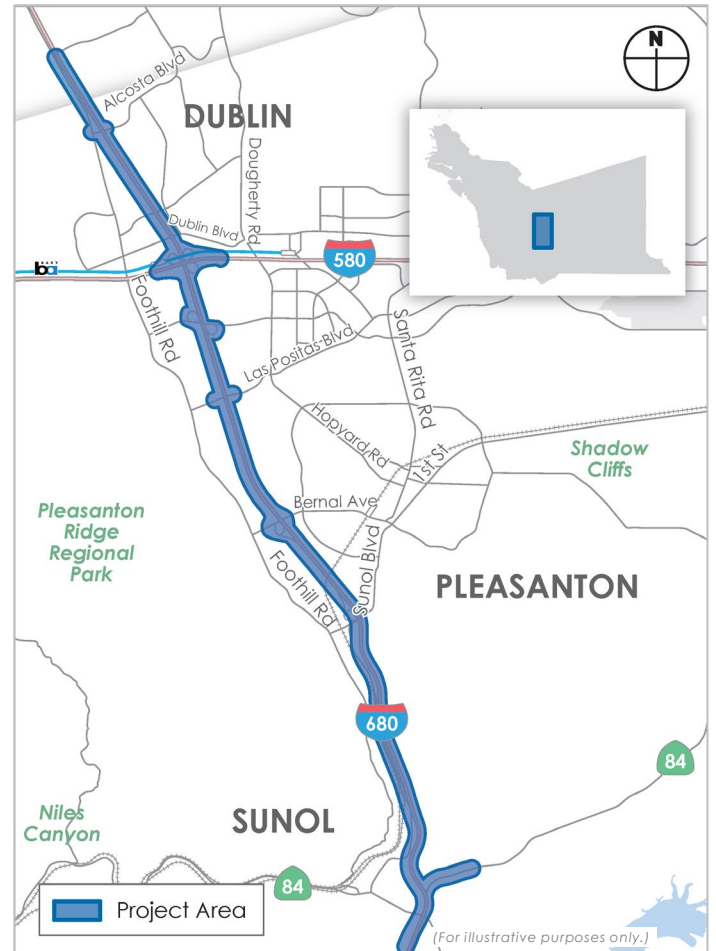 N
Alcosta Blvd
DUBLIN
Dougherty Rd
Dublin Blvd
580
ba
Foothill Rd
Las Positas Blvd
Santa Rita Rd
Hopyard Rd
1st St
Shadow
Cliffs
Bernal Ave
Pleasanton
Ridge
Regional
Park
Sunol Blvd
Foothill Rd
PLEASANTON
680
84
Niles
Canyon
SUNOL
84
Project Area
(For illustrative purposes only.)